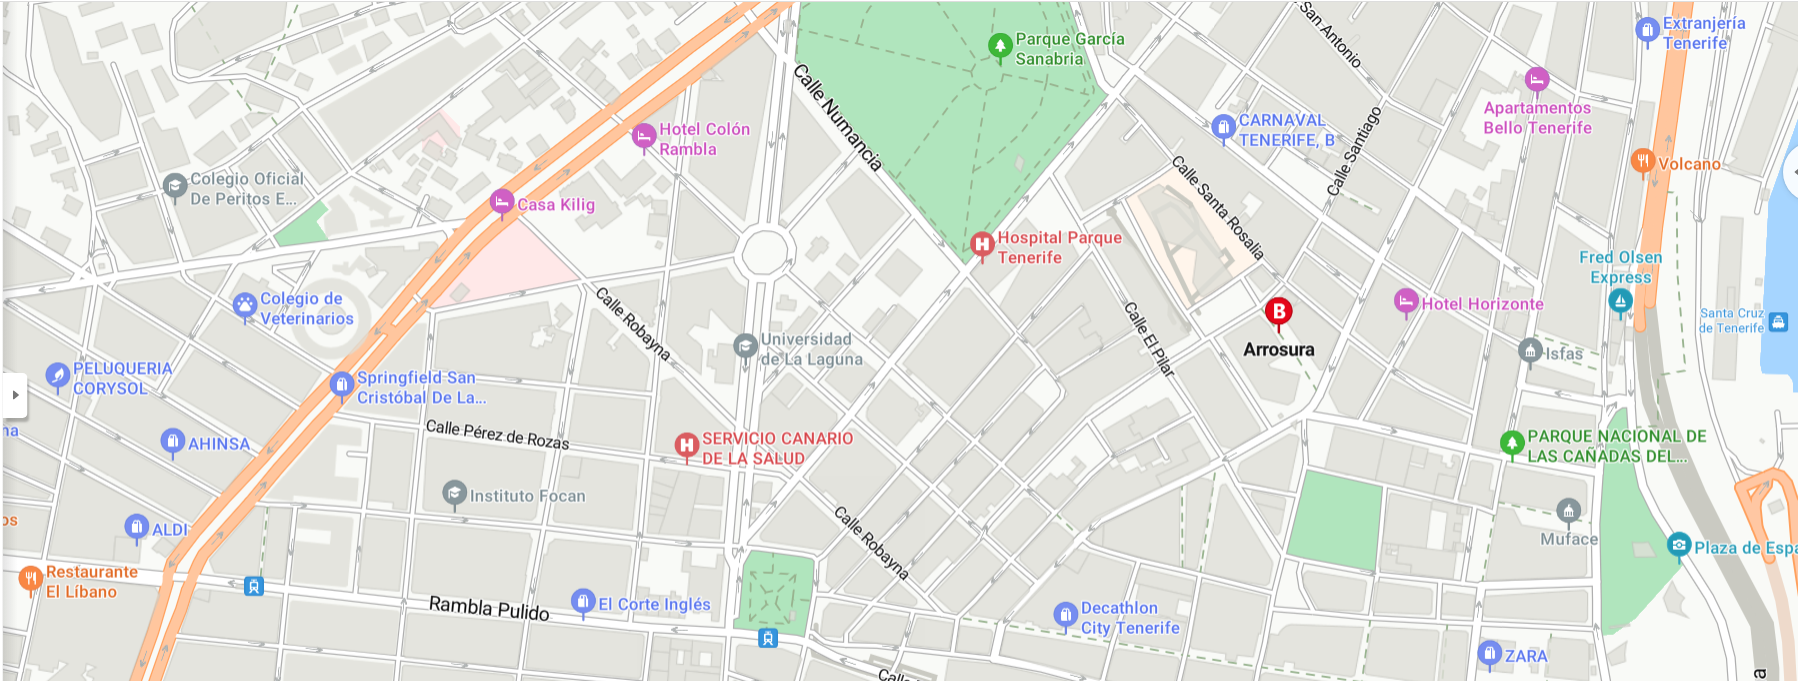 San Antonio
Extranjería
Tenerife
Parque García
Sanabria
Calle Numancia
Apartamentos
Bello Tenerife
Hotel Colón
Rambla
CARNAVAL
TENERIFE, B
Calle Santiago
Volcano
Colegio Oficial
De Peritos E...
Casa Kilig
Calle Santa Rosalia
H
Hospital Parque
Tenerife
Fred Olsen
Express
Colegio de
Veterinarios
Calle Robayna
Calle El Pilar
B
Arrosura
Hotel Horizonte
Santa Cruz
de Tenerife
Universidad
de La Laguna
Isfas
PELUQUERIA
CORYSOL
Springfield San
Cristóbal De La...
na
AHINSA
Calle Pérez de Rozas
H
SERVICIO CANARIO
DE LA SALUD
PARQUE NACIONAL DE
LAS CAÑADAS DEL...
Instituto Focan
os
ALDI
Calle Robayna
Muface
Plaza de Espa
Restaurante
El Líbano
Rambla Pulido
El Corte Inglés
Decathlon
City Tenerife
ZARA
Calle
a